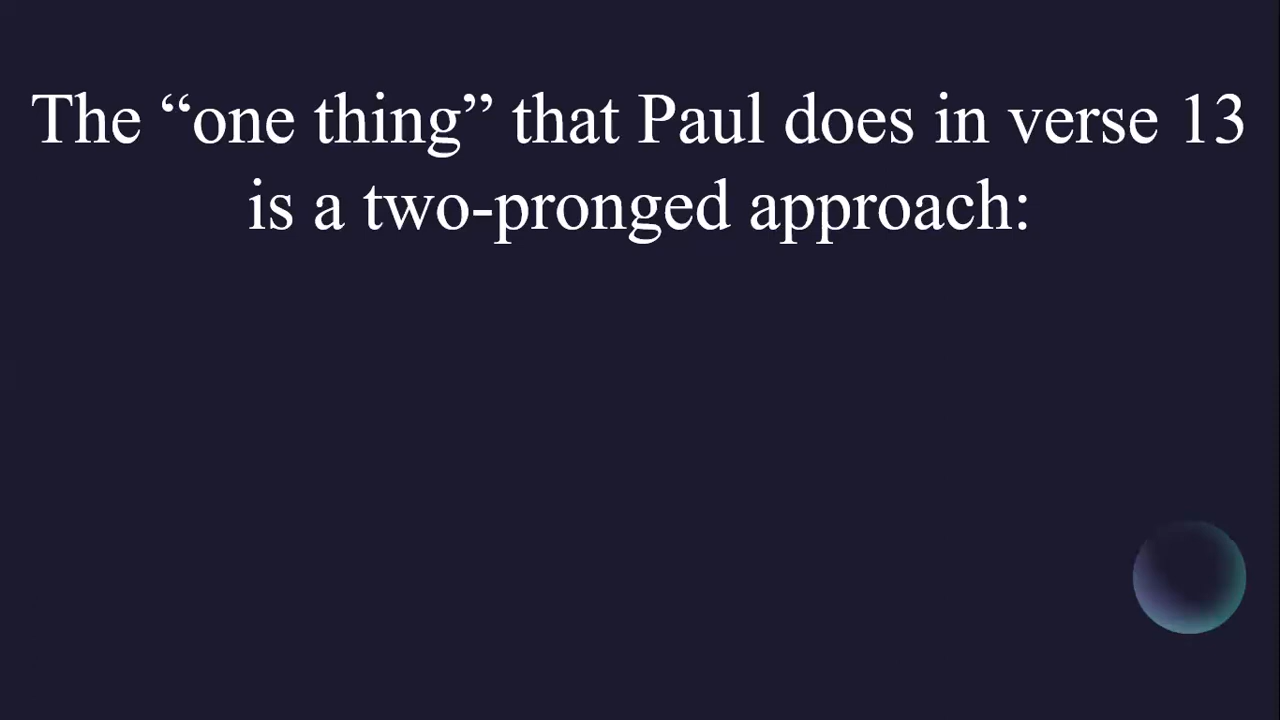 The “one thing” that Paul does in verse 13
is a two-pronged approach: